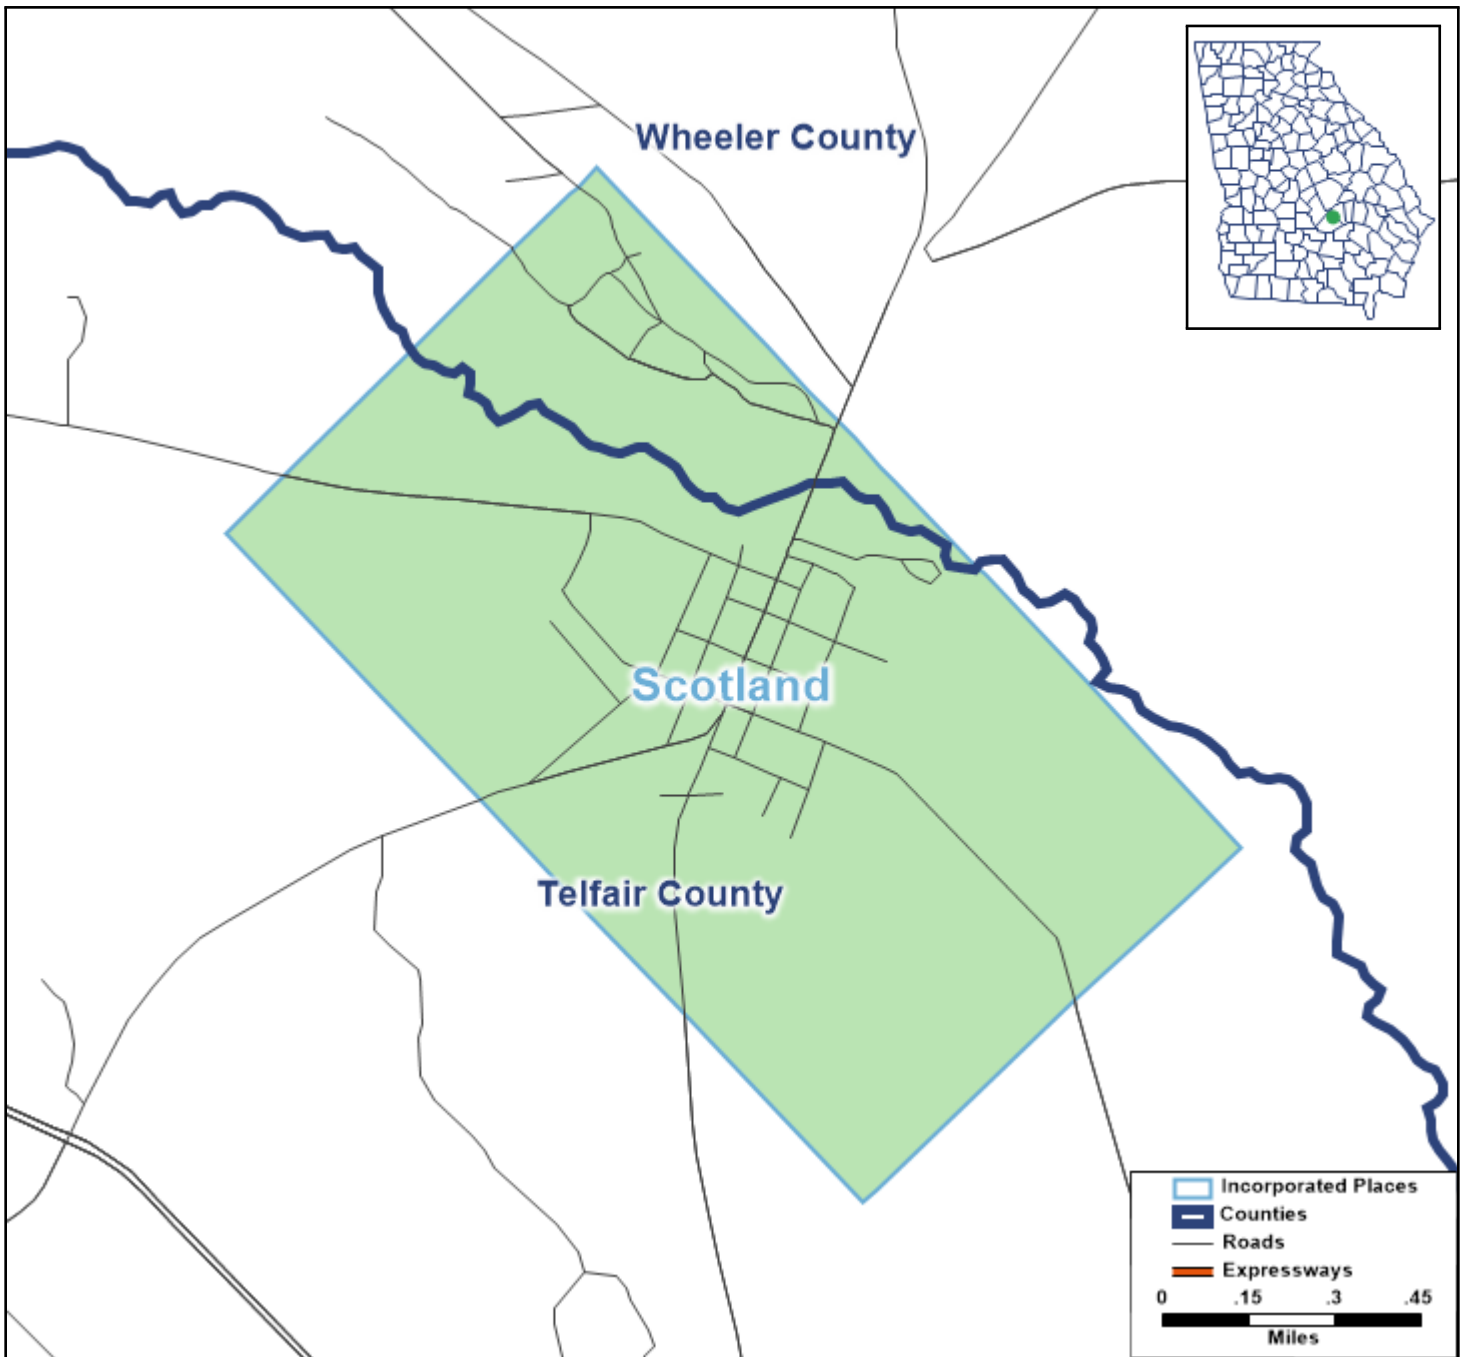 Wheeler County
Scotland
Telfair County
Incorporated Places
Counties
Roads
Expressways
0 .15 .3 .45
Miles